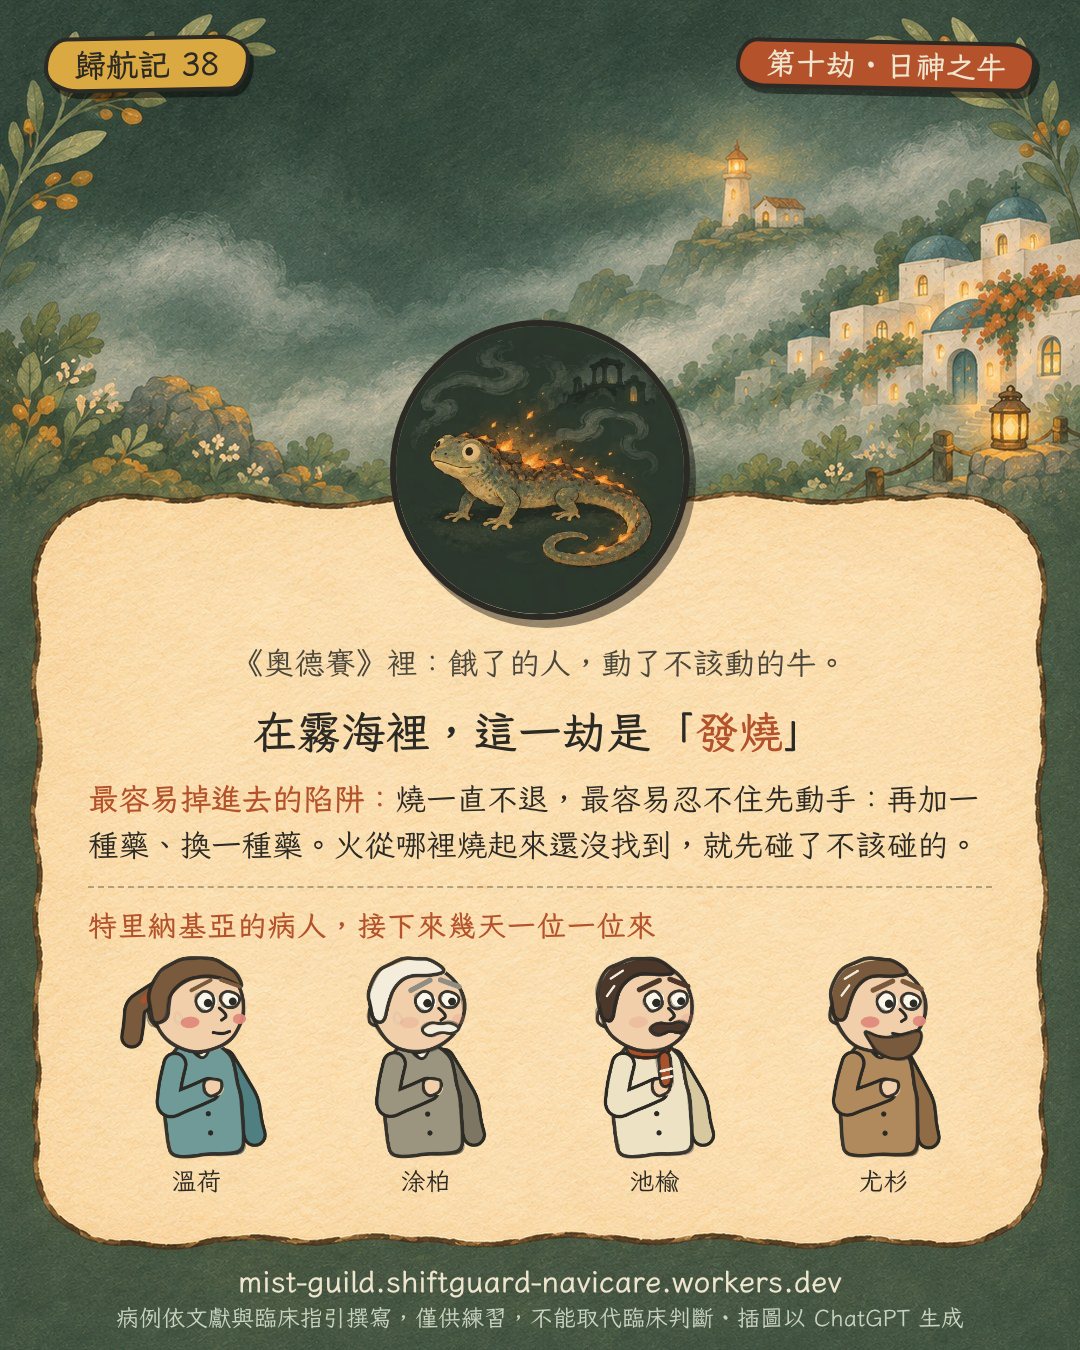 歸航記 38
第十劫・日神之牛
《奧德賽》裡：餓了的人，動了不該動的牛。
在霧海裡，這一劫是「發燒」
最容易掉進去的陷阱：燒一直不退，最容易忍不住先動手：再加一
種藥、換一種藥。火從哪裡燒起來還沒找到，就先碰了不該碰的。
特里納基亞的病人，接下來幾天一位一位來
溫荷
涂柏
池榆
尤杉
mist-guild.shiftguard-navicare.workers.dev
病例依文獻與臨床指引撰寫，僅供練習，不能取代臨床判斷・插圖以 ChatGPT 生成